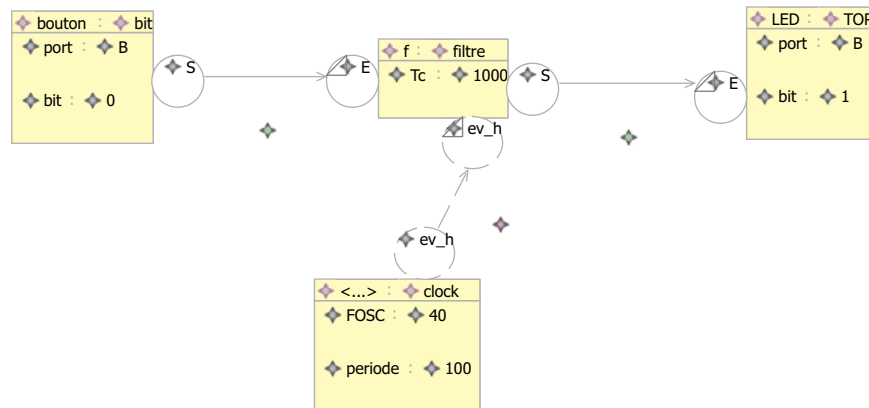 bouton : bit
port : B
bit : 0
S
E
f : filtre
Tc : 1000
S
E
LED : TOR
port : B
bit : 1
ev_h
ev_h
<...> : clock
FOSC : 40
periode : 100